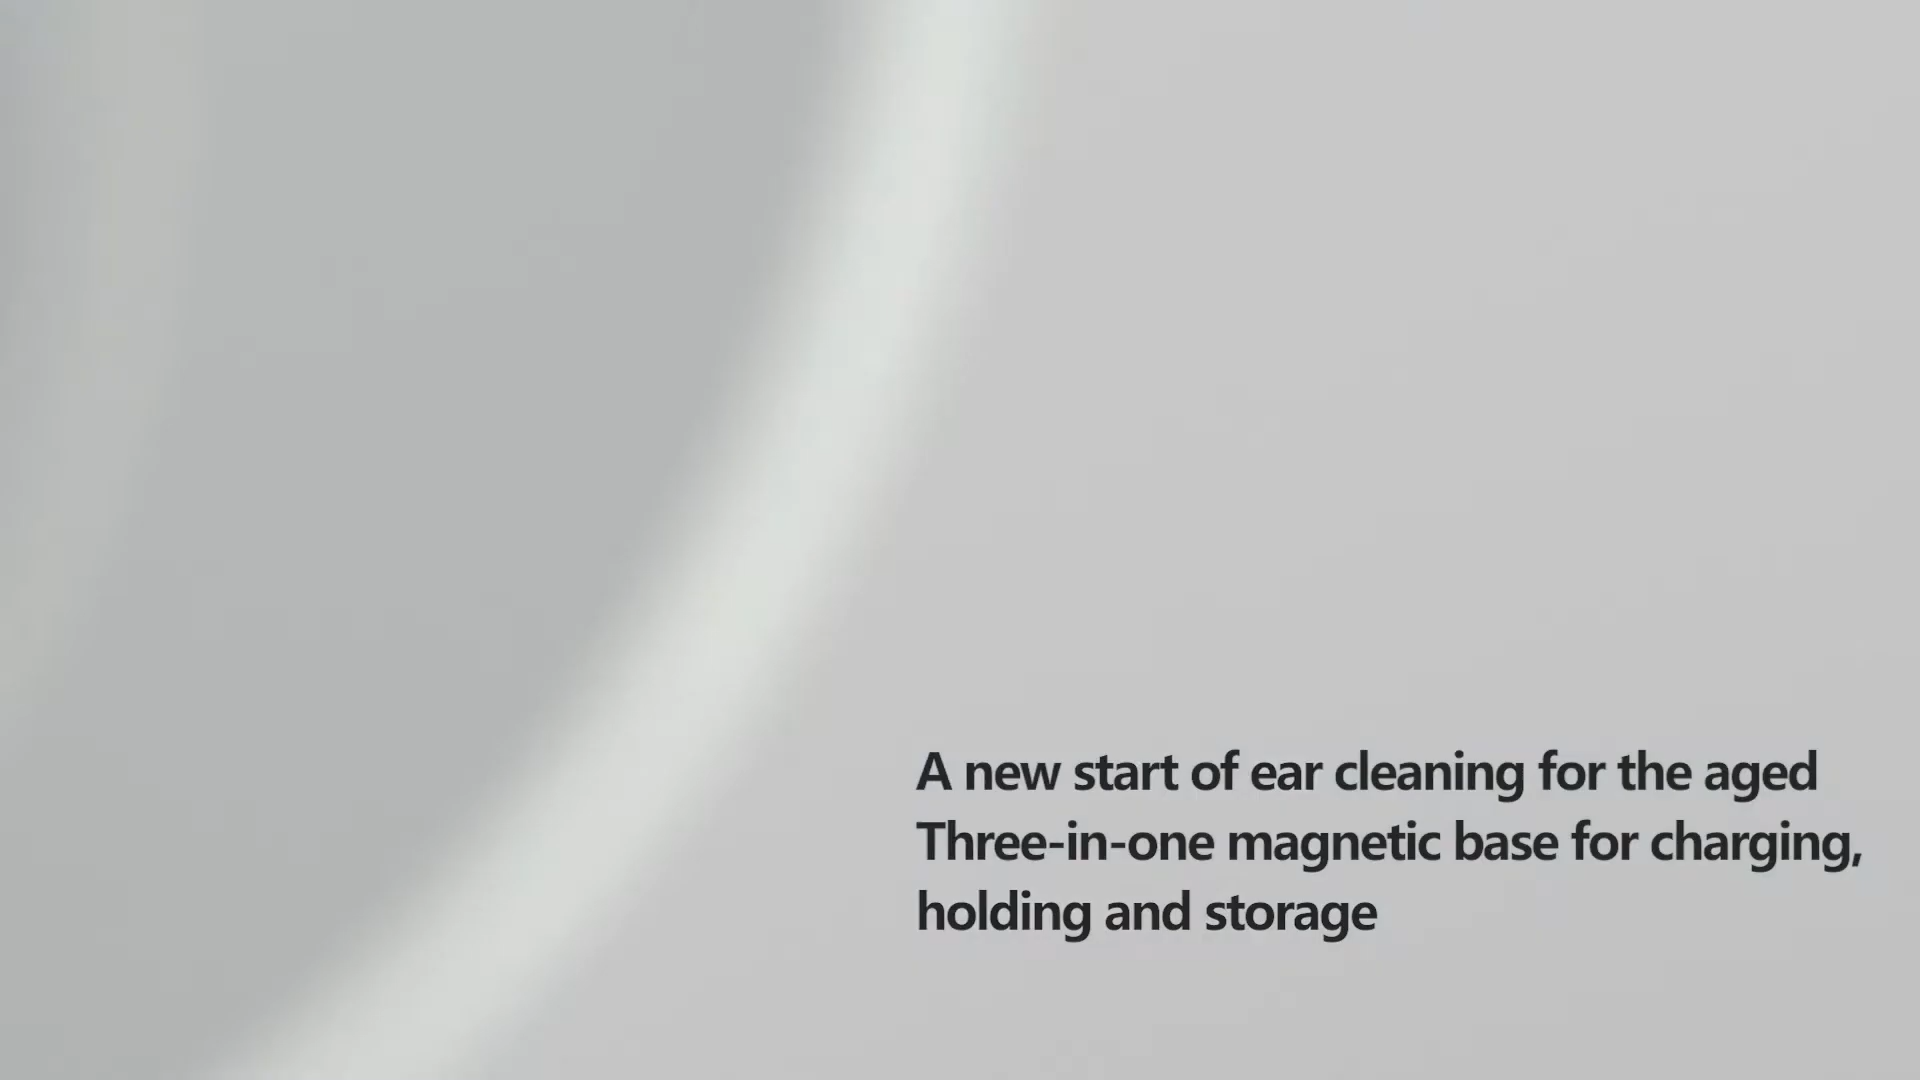 A new start of ear cleaning for the aged
Three-in-one magnetic base for charging,
holding and storage